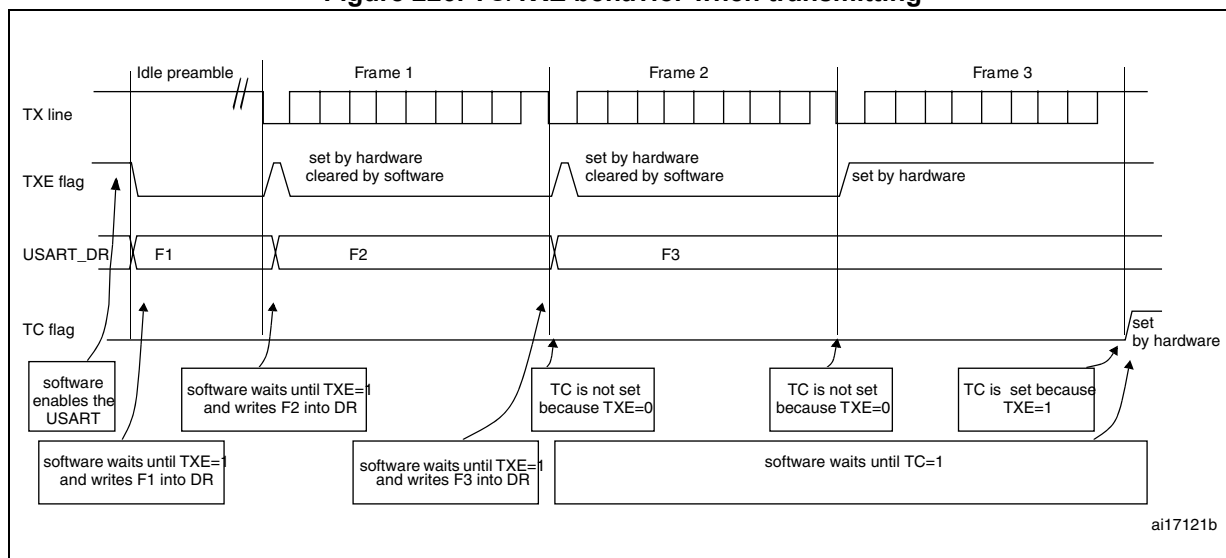 Idle preamble
Frame 1
Frame 2
Frame 3
TX line
TXE flag
set by hardware
cleared by software
set by hardware
cleared by software
set by hardware
USART_DR
F1
F2
F3
TC flag
set
by hardware
software
enables the
USART
software waits until TXE=1
and writes F2 into DR
TC is not set
because TXE=0
TC is not set
because TXE=0
TC is set because
TXE=1
software waits until TXE=1
and writes F1 into DR
software waits until TXE=1
and writes F3 into DR
software waits until TC=1
ai17121b